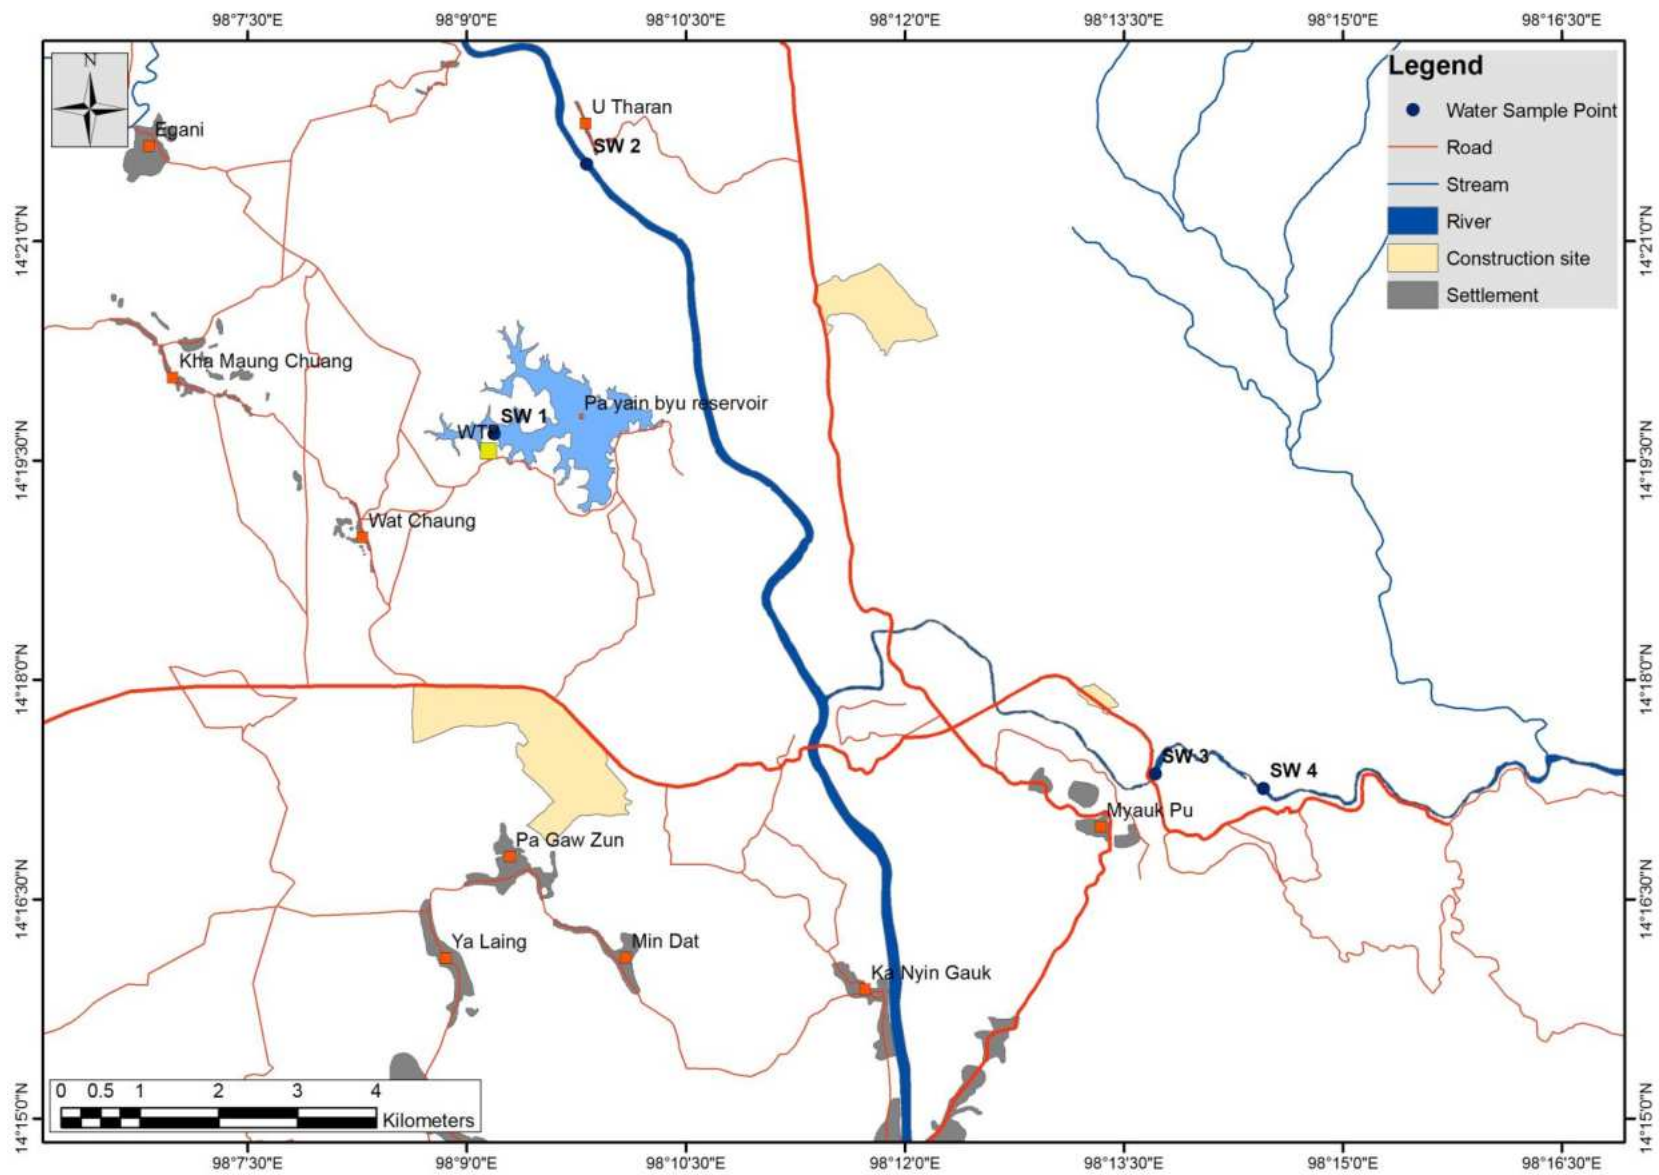 98°7'30"E 98°9'0"E 98°10'30"E 98°12'0"E 98°13'30"E 98°15'0"E 98°16'30"E
N
Legend
Water Sample Point
Road
Stream
River
Construction site
Settlement
U Tharan
Egani
SW 2
14°21'0"N 14°21'0"N
Kha Maung Chuang
Pa yain byu reservoir
SW 1
14°19'30"N 14°19'30"N
Wat Chaung
14°18'0"N 14°18'0"N
SW 3
SW 4
Myauk Pu
Pa Gaw Zun
14°16'30"N 14°16'30"N
Ya Laing
Min Dat
Ka Nyin Gauk
0 0.5 1 2 3 4
Kilometers
14°15'0"N 14°15'0"N
98°7'30"E 98°9'0"E 98°10'30"E 98°12'0"E 98°13'30"E 98°15'0"E 98°16'30"E